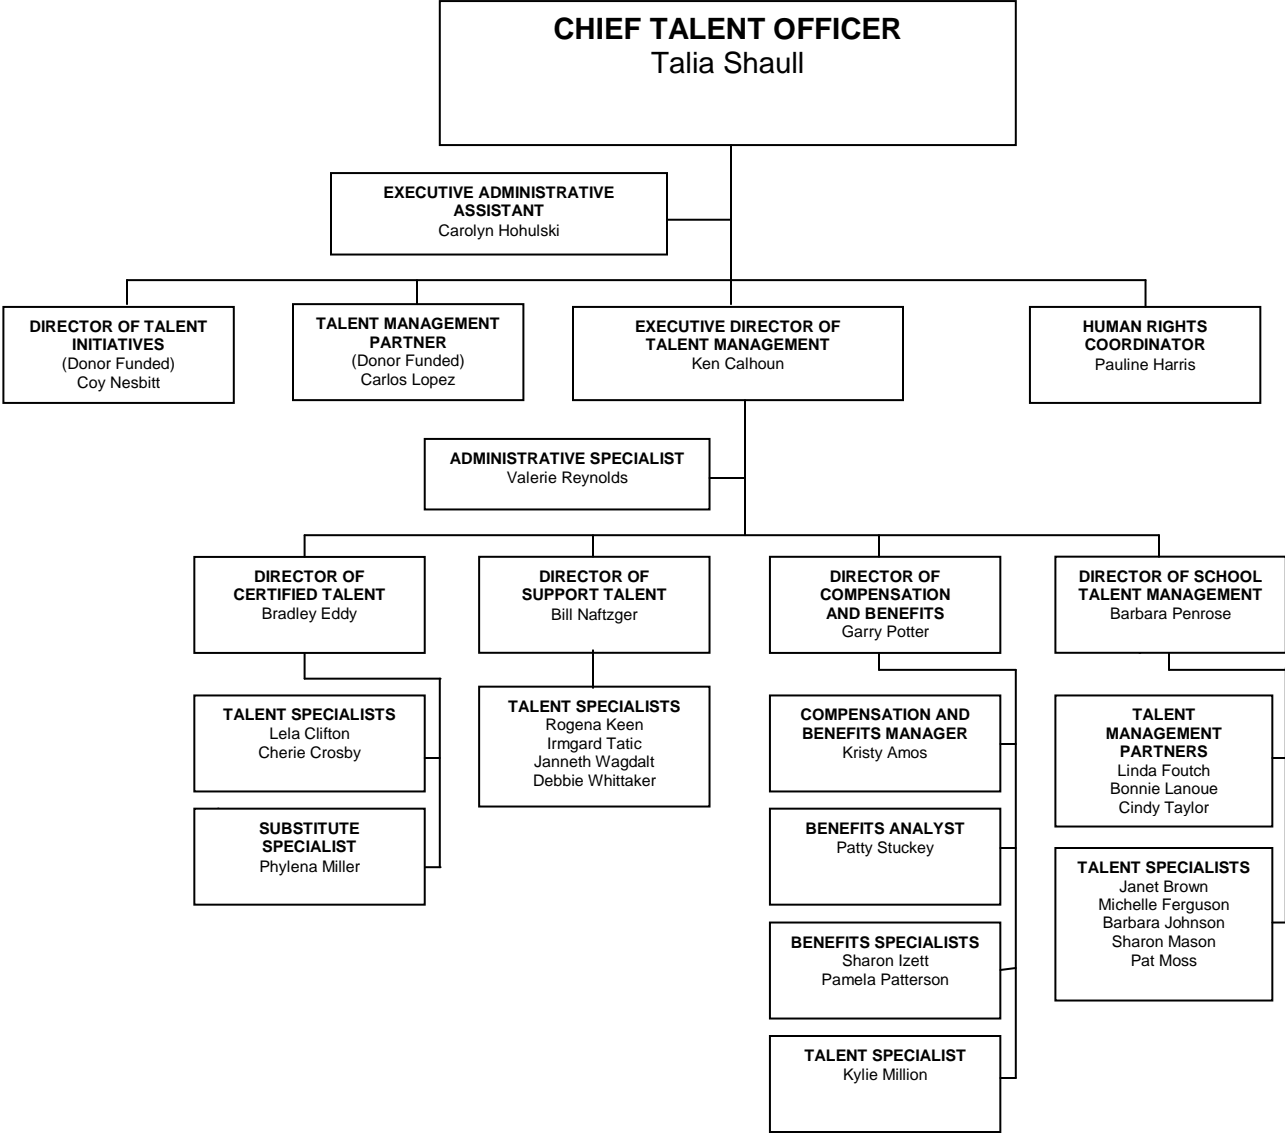 CHIEF TALENT OFFICER
Talia Shaull
EXECUTIVE ADMINISTRATIVE
ASSISTANT
Carolyn Hohulski
DIRECTOR OF TALENT
INITIATIVES
(Donor Funded)
Coy Nesbitt
TALENT MANAGEMENT
PARTNER
(Donor Funded)
Carlos Lopez
EXECUTIVE DIRECTOR OF
TALENT MANAGEMENT
Ken Calhoun
HUMAN RIGHTS
COORDINATOR
Pauline Harris
ADMINISTRATIVE SPECIALIST
Valerie Reynolds
DIRECTOR OF
CERTIFIED TALENT
Bradley Eddy
DIRECTOR OF
SUPPORT TALENT
Bill Naftzger
DIRECTOR OF
COMPENSATION
AND BENEFITS
Garry Potter
DIRECTOR OF SCHOOL
TALENT MANAGEMENT
Barbara Penrose
TALENT SPECIALISTS
Lela Clifton
Cherie Crosby
SUBSTITUTE
SPECIALIST
Phylena Miller
TALENT SPECIALISTS
Rogena Keen
Irmgard Tatic
Janneth Wagdalt
Debbie Whittaker
COMPENSATION AND
BENEFITS MANAGER
Kristy Amos
BENEFITS ANALYST
Patty Stuckey
BENEFITS SPECIALISTS
Sharon Izett
Pamela Patterson
TALENT SPECIALIST
Kylie Million
TALENT
MANAGEMENT
PARTNERS
Linda Foutch
Bonnie Lanoue
Cindy Taylor
TALENT SPECIALISTS
Janet Brown
Michelle Ferguson
Barbara Johnson
Sharon Mason
Pat Moss